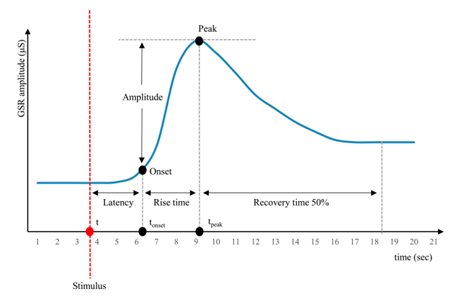 Peak
GSR amplitude (µS)
Amplitude
Onset
Latency
Rise time
Recovery time 50%
t
tonset
tpeak
1 2 3 4 5 6 7 8 9 10 11 12 13 14 15 16 17 18 19 20 21
time (sec)
Stimulus